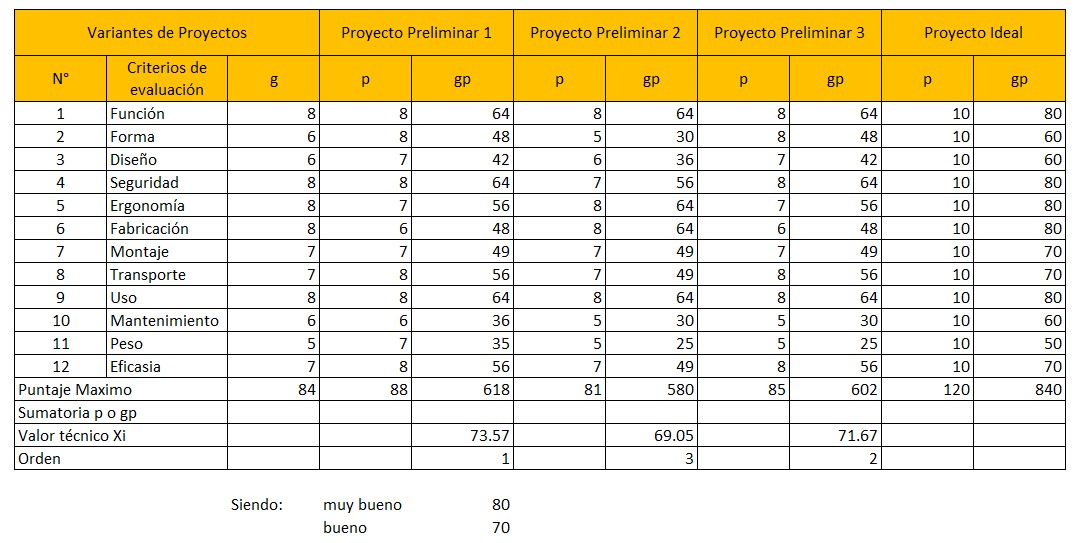 Variantes de Proyectos Proyecto Preliminar 1 Proyecto Preliminar 2 Proyecto Preliminar 3 Proyecto Ideal
N° Criterios de evaluación g p gp p gp p gp p gp
1 Función 8 8 64 8 64 8 64 10 80
2 Forma 6 8 48 5 30 8 48 10 60
3 Diseño 6 7 42 6 36 7 42 10 60
4 Seguridad 8 8 64 7 56 8 64 10 80
5 Ergonomía 8 7 56 8 64 7 56 10 80
6 Fabricación 8 6 48 8 64 6 48 10 80
7 Montaje 7 7 49 7 49 7 49 10 70
8 Transporte 7 8 56 7 49 8 56 10 70
9 Uso 8 8 64 8 64 8 64 10 80
10 Mantenimiento 6 6 36 5 30 5 30 10 60
11 Peso 5 7 35 5 25 5 25 10 50
12 Eficasia 7 8 56 7 49 8 56 10 70
Puntaje Maximo 84 88 618 81 580 85 602 120 840
Sumatoria p o gp
Valor técnico Xi 73.57 69.05 71.67
Orden 1 3 2
Siendo: muy bueno 80
bueno 70